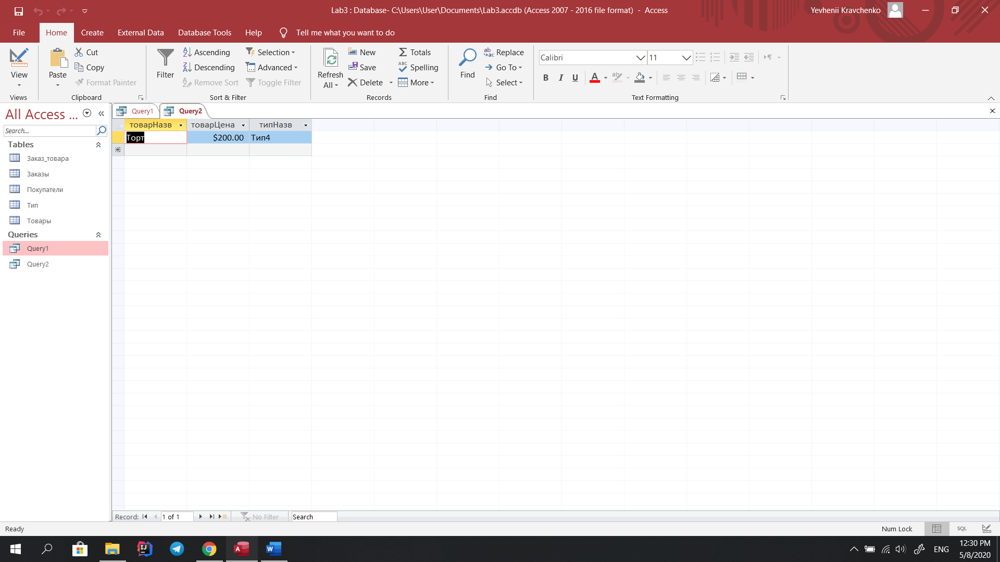 Lab3 : Database- C:\Users\User\Documents\Lab3.accdb (Access 2007 - 2016 file format) - Access
Yevhenii Kravchenko
File Home Create External Data Database Tools Help Tell me what you want to do
View
Views
Paste
Cut
Copy
Format Painter
Clipboard
Filter
Ascending
Descending
Remove Sort
Selection
Advanced
Toggle Filter
Sort & Filter
Refresh
All
New
Save
Delete
Totals
Spelling
More
Records
Find
Replace
Go To
Select
Find
Calibri 11
B I U A
Text Formatting
All Access ...
Search...
Tables
Заказ_товара
Заказы
Покупатели
Тип
Товары
Queries
Query1
Query2
Query1 Query2
товарНазв товарЦена типНазв
Торт $200.00 Тип4
Record: 1 of 1 No Filter Search
Ready
Num Lock
SQL
ENG
12:30 PM
5/8/2020